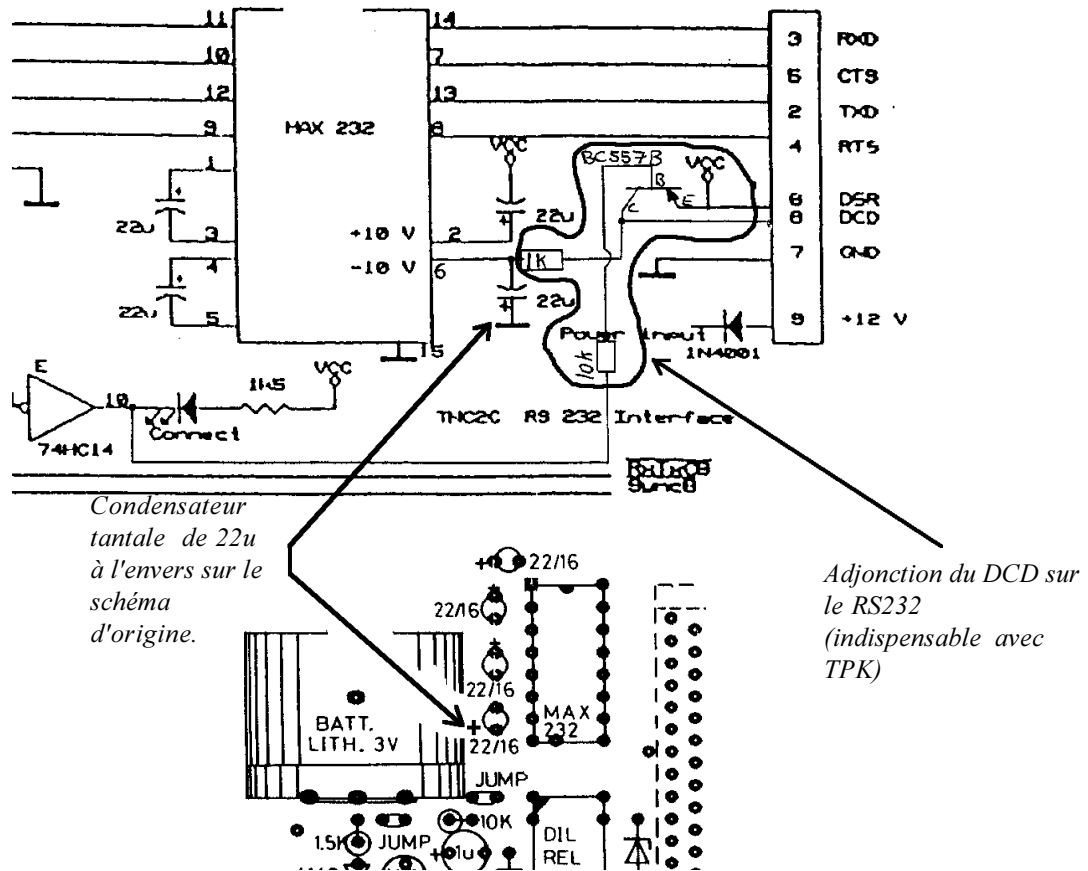 11
14
3
RXD
10
7
6
CTS
12
13
2
TXD
9
8
4
RTS
MAX 232
VCC
BC557B
VCC
1
B
E
C
6
DSR
8
DCD
22u
22u
3
+10 V
2
7
GND
4
-10 V
6
1K
22u
22u
5
9
+12 V
Power input
15
1N4001
10k
E
1k5
VCC
10
TNC2C RS 232 Interface
Connect
74HC14
Condensateur
tantale de 22u
à l'envers sur le
schéma
d'origine.
Adjonction du DCD sur
le RS232
(indispensable avec
TPK)
+ 22/16
22/16 +
+
22/16
+
22/16
MAX
232
BATT.
LITH. 3V
JUMP
10K
1.5K
JUMP
+ 1u
DIL
REL